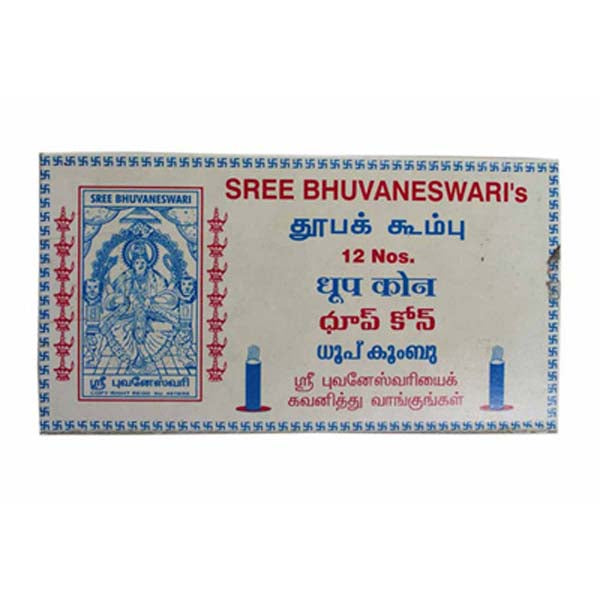 SREE BHUVANESWARI
ஸ்ரீ புவனேஸ்வரி
SREE BHUVANESWARI's
தூபக் கூம்பு
12 Nos.
धूप कोन
ధూప్ కోన్
ധൂപ് കുംബു
ஸ்ரீ புவனேஸ்வரியைக்
கவனித்து வாங்குங்கள்